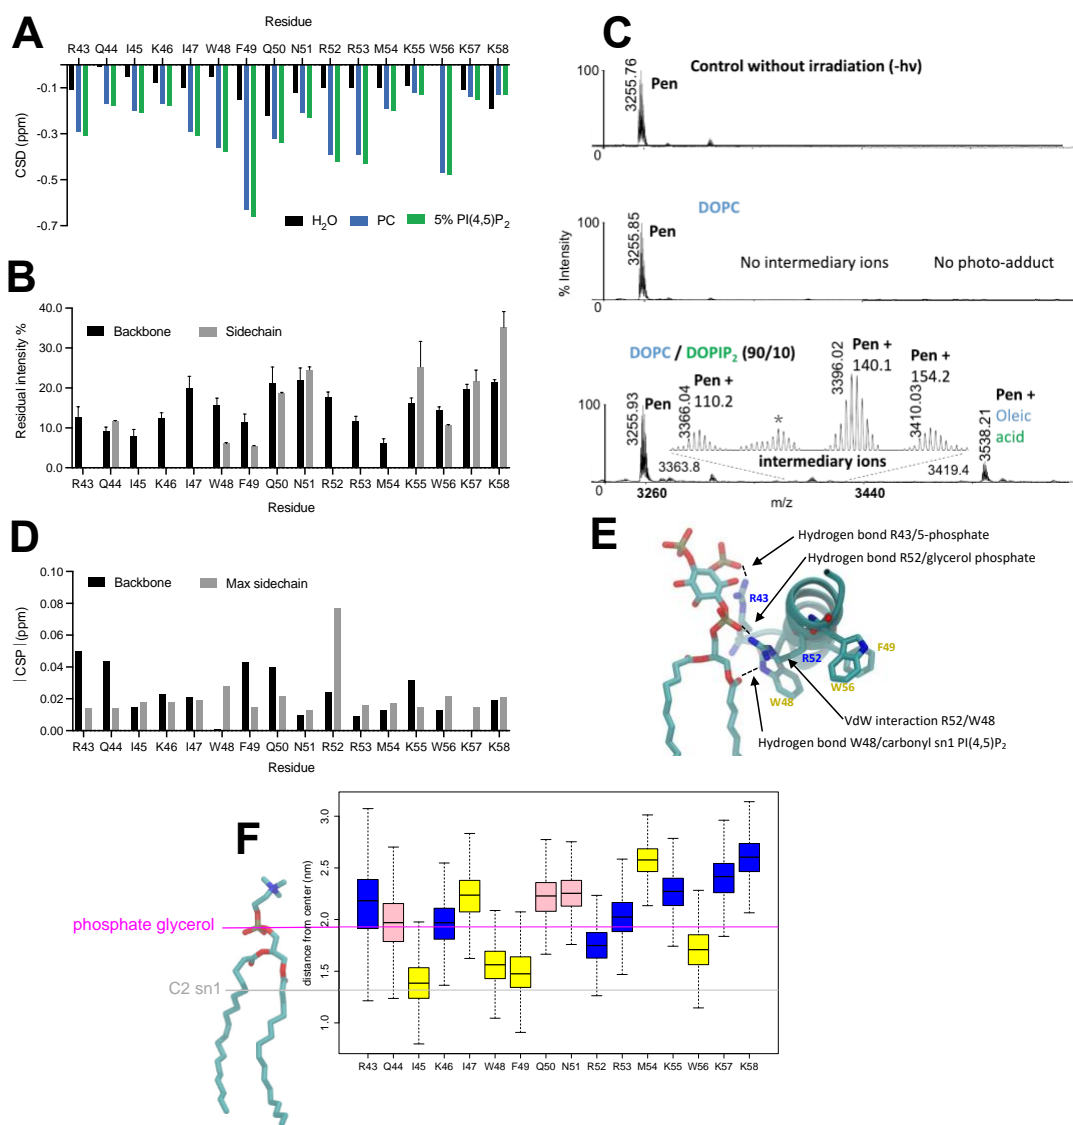 A
Residue
R43 Q44 I45 K46 I47 W48 F49 Q50 N51 R52 R53 M54 K55 W56 K57 K58
-0.1
-0.3
-0.5
-0.7
CSD (ppm)
H2O PC 5% PI(4,5)P2
B
40.0
30.0
20.0
10.0
0.0
Residual intensity %
Backbone Sidechain
R43 Q44 I45 K46 I47 W48 F49 Q50 N51 R52 R53 M54 K55 W56 K57 K58
Residue
C
Control without irradiation (-hv)
100
3255.76
Pen
0
DOPC
100
3255.85
Pen
No intermediary ions
No photo-adduct
0
% Intensity
DOPC / DOPIP2 (90/10)
100
3255.93
Pen
3366.04
Pen +
110.2
*
3396.02
Pen +
140.1
3410.03
Pen +
154.2
Pen +
Oleic
acid
3538.21
intermediary ions
3363.8
3419.4
0
3260
3440
m/z
D
0.10
0.08
0.06
0.04
0.02
0.00
| CSP | (ppm)
Backbone Max sidechain
R43 Q44 I45 K46 I47 W48 F49 Q50 N51 R52 R53 M54 K55 W56 K57 K58
Residue
E
Hydrogen bond R43/5-phosphate
Hydrogen bond R52/glycerol phosphate
R43
R52
F49
W56
W48
VdW interaction R52/W48
Hydrogen bond W48/carbonyl sn1 PI(4,5)P2
F
phosphate glycerol
C2 sn1
distance from center (nm)
3.0
2.5
2.0
1.5
1.0
R43 Q44 I45 K46 I47 W48 F49 Q50 N51 R52 R53 M54 K55 W56 K57 K58